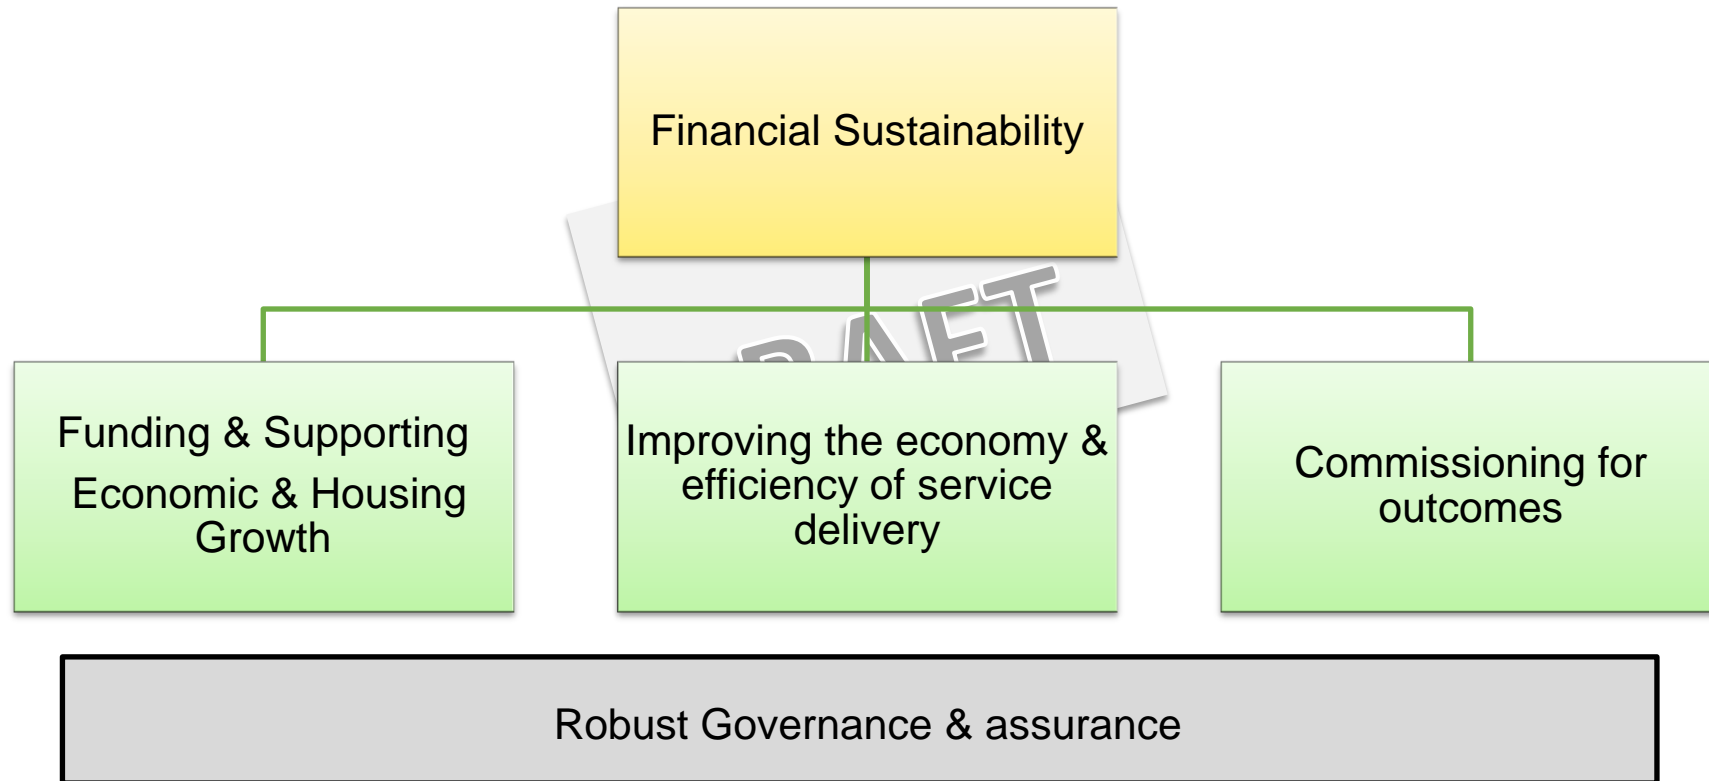 Financial Sustainability
Funding & Supporting
Economic & Housing
Growth
Improving the economy &
efficiency of service
delivery
Commissioning for
outcomes
Robust Governance & assurance